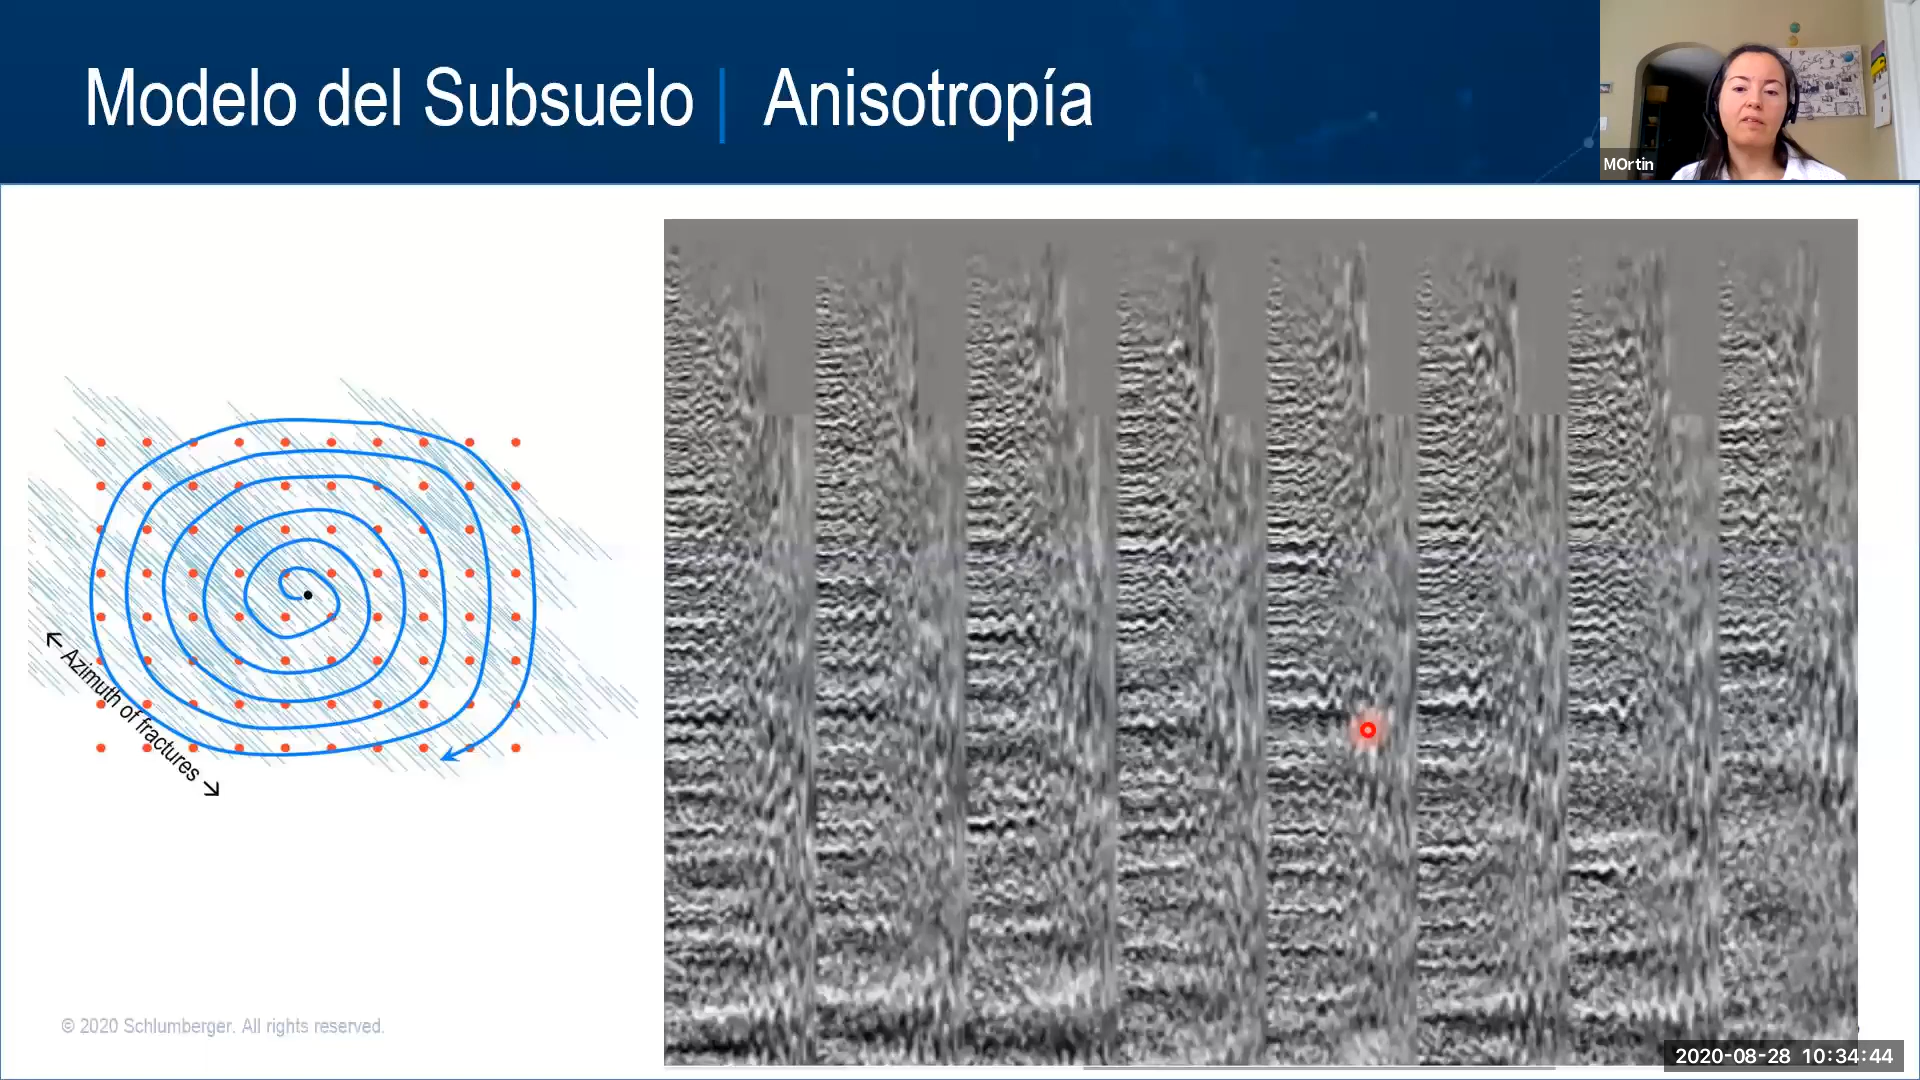 Modelo del Subsuelo | Anisotropía
MOrtin
← Azimuth of fractures →
© 2020 Schlumberger. All rights reserved.
2020-08-28 10:34:44